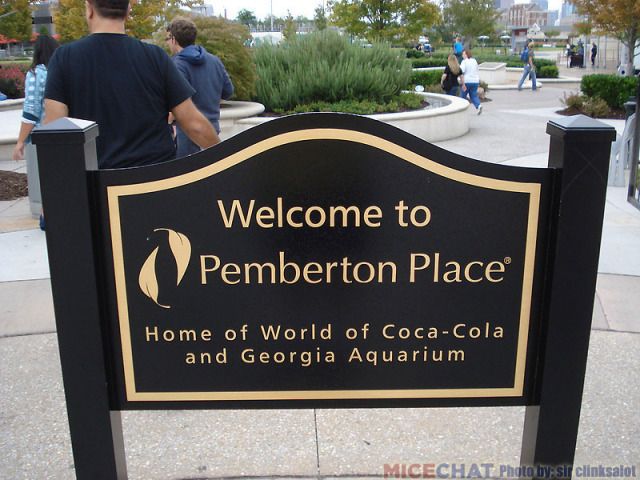 Welcome to
Pemberton Place®
Home of World of Coca-Cola
and Georgia Aquarium
MICECHAT Photo by: sir clinksalot